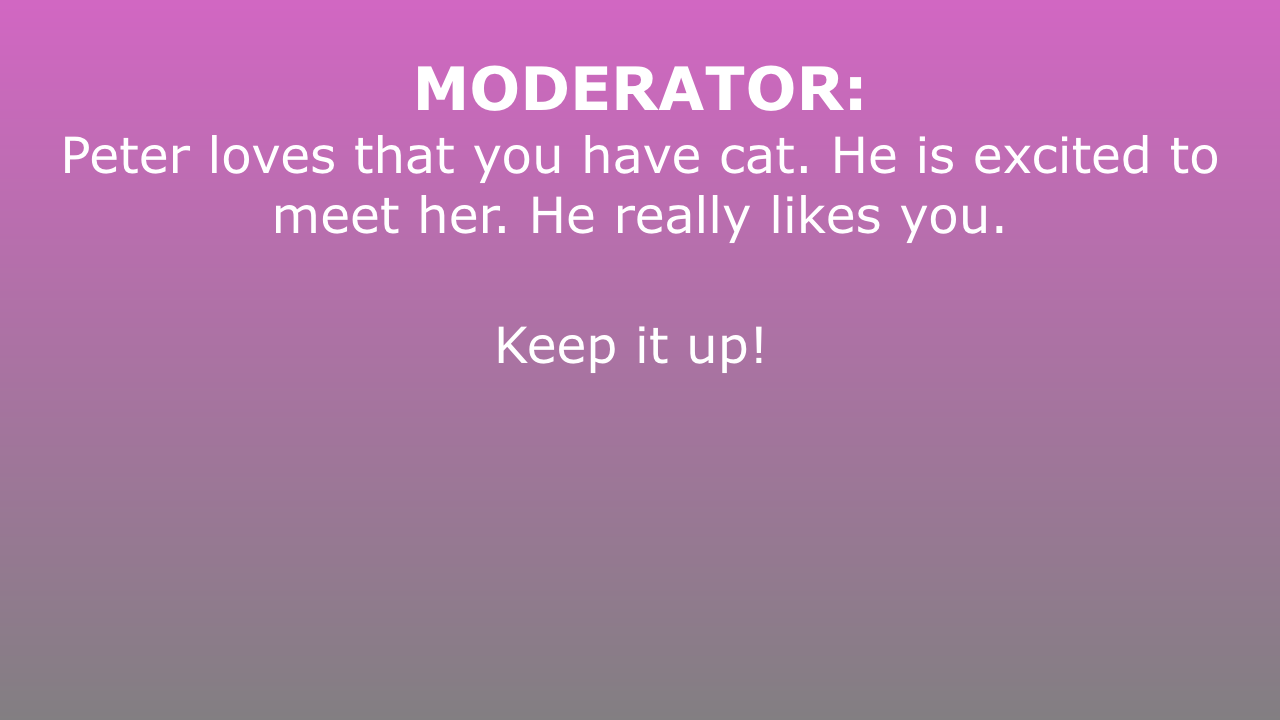 MODERATOR:
Peter loves that you have cat. He is excited to
meet her. He really likes you.
Keep it up!